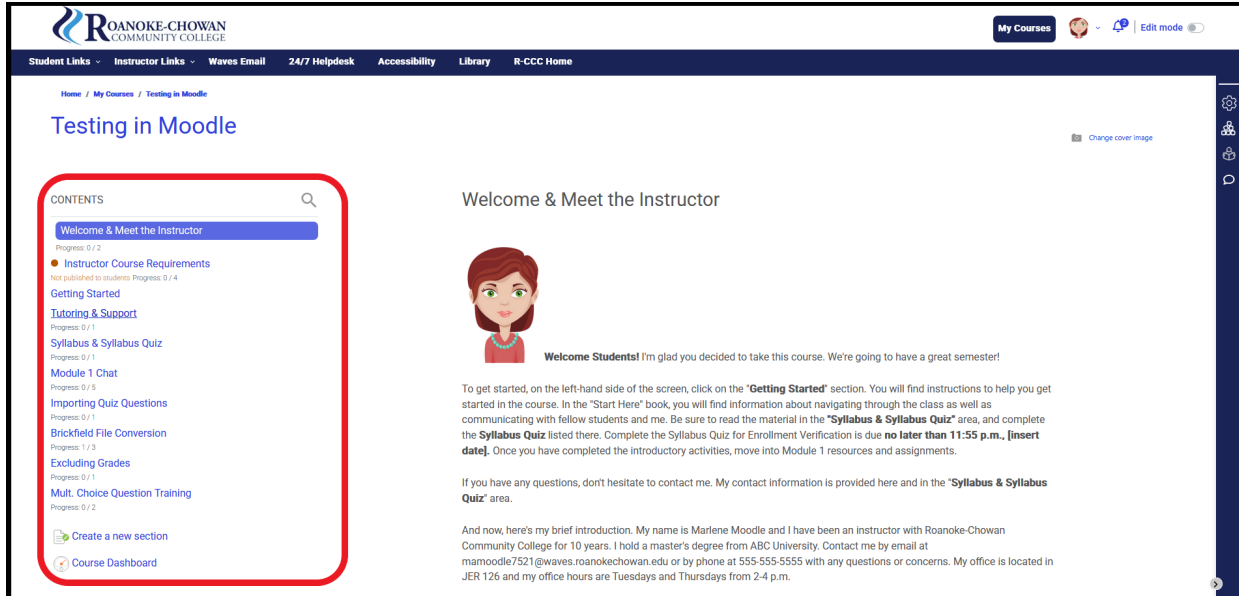 ROANOKE-CHOWAN
COMMUNITY COLLEGE
My Courses
2
Edit mode
Student Links Instructor Links Waves Email 24/7 Helpdesk Accessibility Library R-CCC Home
Home / My Courses / Testing in Moodle
Testing in Moodle
Change cover image
CONTENTS
Welcome & Meet the Instructor
Progress: 0 / 2
Instructor Course Requirements
Not published to students Progress: 0 / 4
Getting Started
Tutoring & Support
Progress: 0 / 1
Syllabus & Syllabus Quiz
Progress: 0 / 1
Module 1 Chat
Progress: 0 / 5
Importing Quiz Questions
Progress: 0 / 1
Brickfield File Conversion
Progress: 1 / 3
Excluding Grades
Progress: 0 / 1
Mult. Choice Question Training
Progress: 0 / 2
Create a new section
Course Dashboard
Welcome & Meet the Instructor
Welcome Students! I'm glad you decided to take this course. We're going to have a great semester!
To get started, on the left-hand side of the screen, click on the "Getting Started" section. You will find instructions to help you get
started in the course. In the "Start Here" book, you will find information about navigating through the class as well as
communicating with fellow students and me. Be sure to read the material in the "Syllabus & Syllabus Quiz" area, and complete
the Syllabus Quiz listed there. Complete the Syllabus Quiz for Enrollment Verification is due no later than 11:55 p.m., [insert
date]. Once you have completed the introductory activities, move into Module 1 resources and assignments.
If you have any questions, don't hesitate to contact me. My contact information is provided here and in the "Syllabus & Syllabus
Quiz" area.
And now, here's my brief introduction. My name is Marlene Moodle and I have been an instructor with Roanoke-Chowan
Community College for 10 years. I hold a master's degree from ABC University. Contact me by email at
mamoodle7521@waves.roanokechowan.edu or by phone at 555-555-5555 with any questions or concerns. My office is located in
JER 126 and my office hours are Tuesdays and Thursdays from 2-4 p.m.